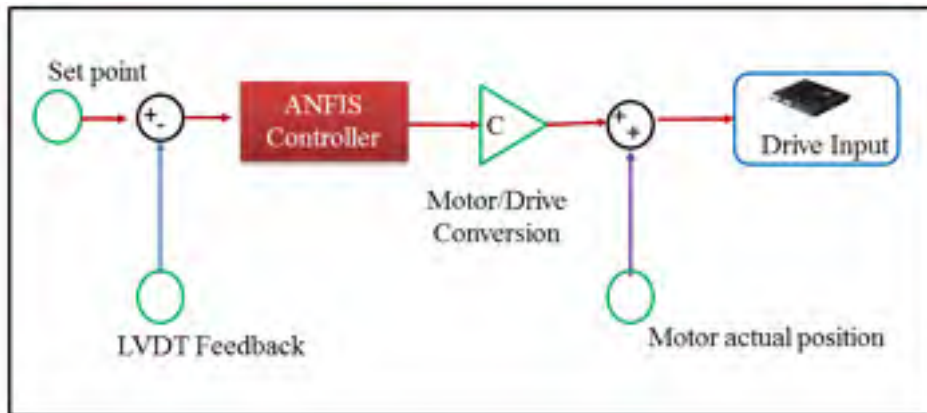 Set point
+
-
ANFIS
Controller
C
+
+
Drive Input
Motor/Drive
Conversion
LVDT Feedback
Motor actual position